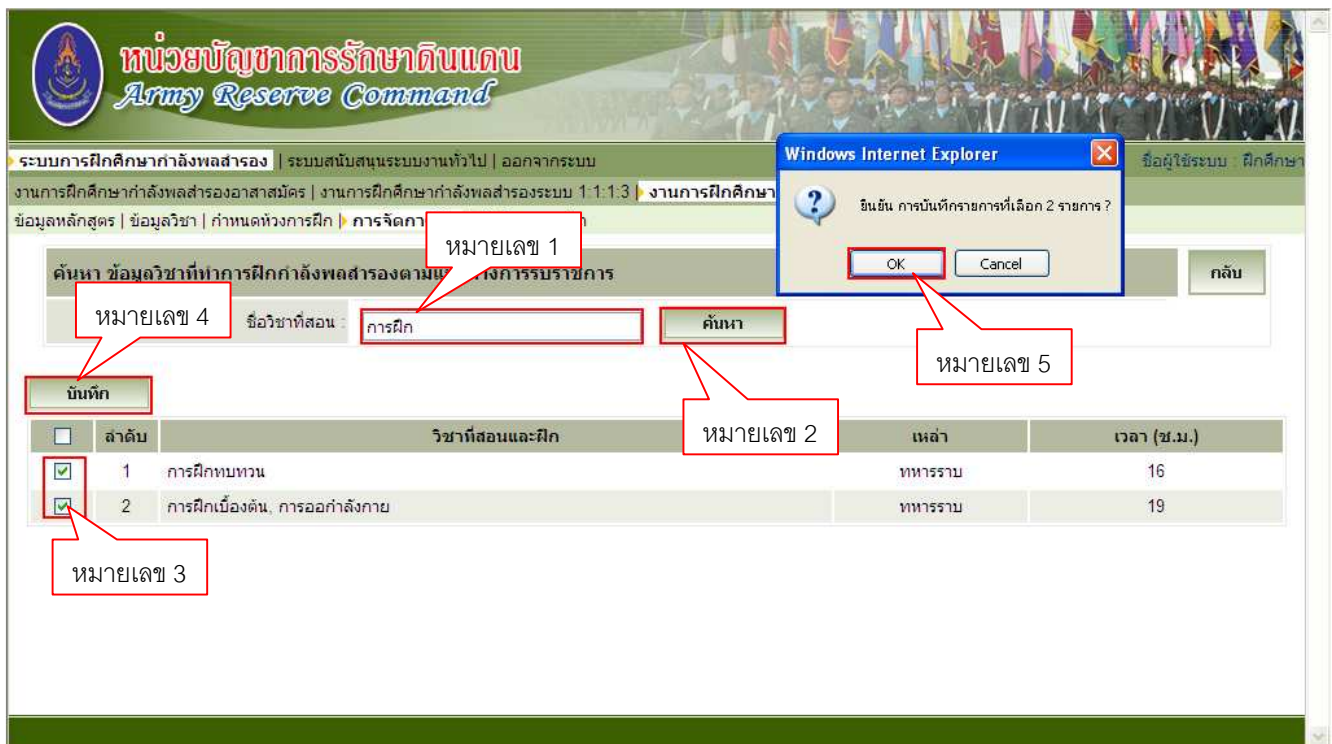 หน่วยบัญชาการรักษาดินแดน
Army Reserve Command
ระบบการฝึกศึกษากำลังพลสำรอง | ระบบสนับสนุนระบบงานทั่วไป | ออกจากระบบ
ชื่อผู้ใช้ระบบ : ฝึกศึกษา
งานการฝึกศึกษากำลังพลสำรองอาสาสมัคร | งานการฝึกศึกษากำลังพลสำรองระบบ 1:1:1:3 | งานการฝึกศึกษา
ข้อมูลหลักสูตร | ข้อมูลวิชา | กำหนดห้วงการฝึก | การจัดกา
Windows Internet Explorer
ยืนยัน การบันทึกรายการที่เลือก 2 รายการ ?
OK Cancel
หมายเลข 1
ค้นหา ข้อมูลวิชาที่ทำการฝึกกำลังพลสำรองตามแ ทางการรับราชการ
กลับ
หมายเลข 4
ชื่อวิชาที่สอน : การฝึก ค้นหา
หมายเลข 5
บันทึก
หมายเลข 2
ลำดับ วิชาที่สอนและฝึก เหล่า เวลา (ช.ม.)
1 การฝึกทบทวน ทหารราบ 16
2 การฝึกเบื้องต้น, การออกำลังกาย ทหารราบ 19
หมายเลข 3